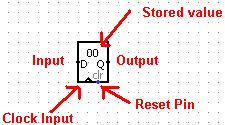 Stored value
00
Input D Q Output
clr
Clock Input
Reset Pin